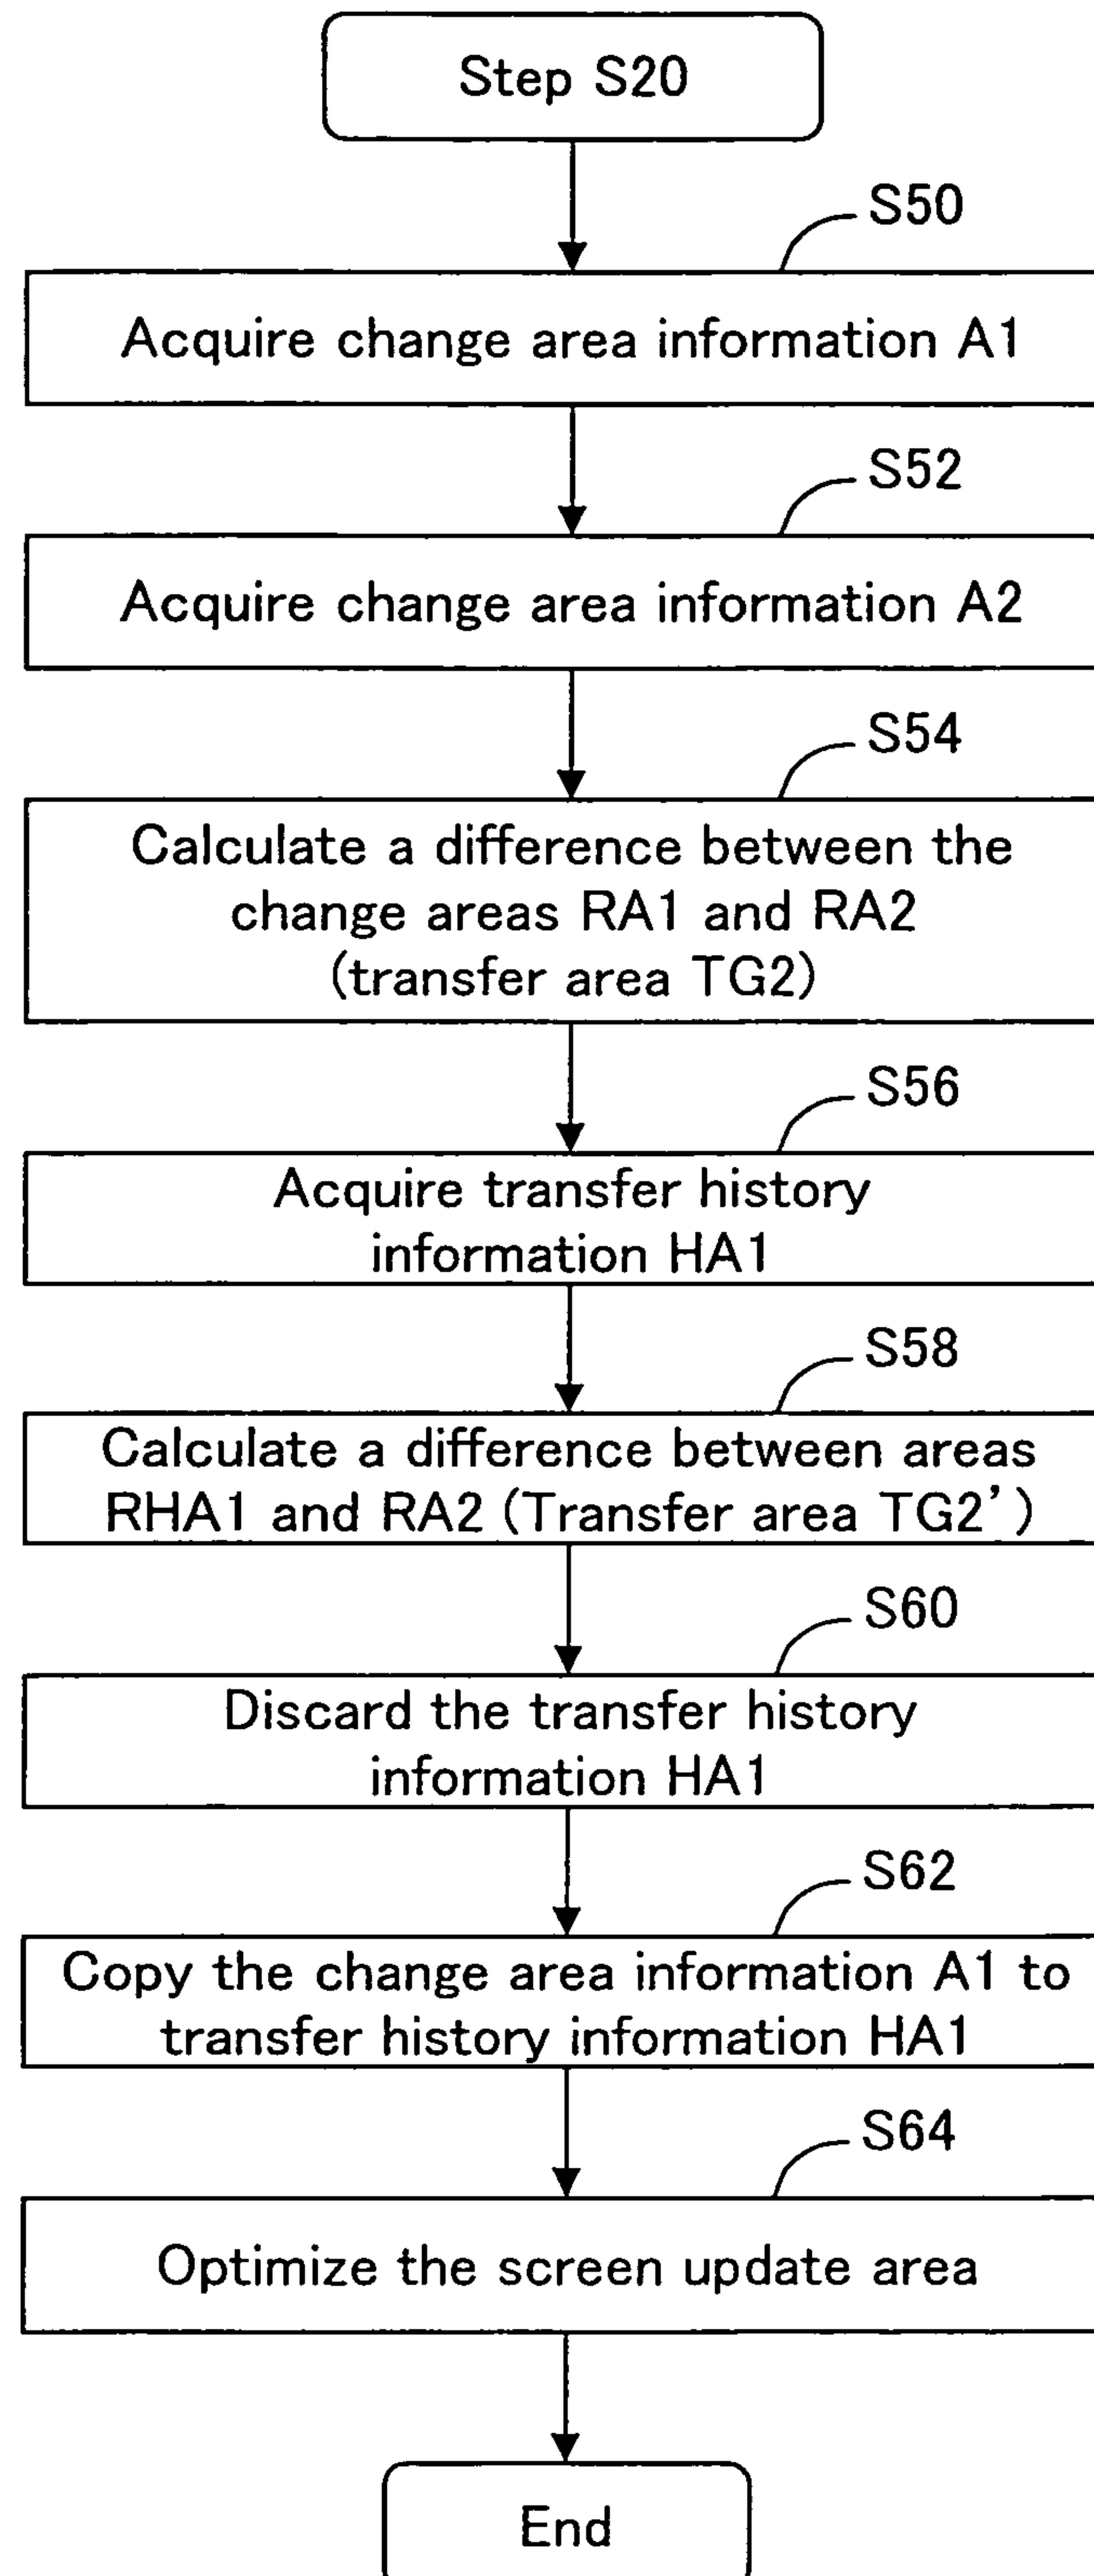 Step S20
S50
Acquire change area information A1
S52
Acquire change area information A2
S54
Calculate a difference between the
change areas RA1 and RA2
(transfer area TG2)
S56
Acquire transfer history
information HA1
S58
Calculate a difference between areas
RHA1 and RA2 (Transfer area TG2’)
S60
Discard the transfer history
information HA1
S62
Copy the change area information A1 to
transfer history information HA1
S64
Optimize the screen update area
End